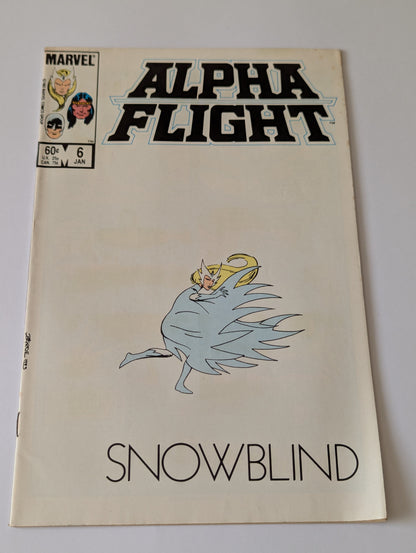 MARVEL
ALPHA
FLIGHT
60¢
6
JAN
SNOWBLIND